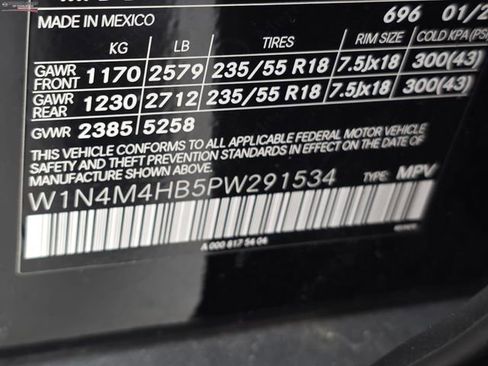 MADE IN MEXICO 696 01/2
KG LB TIRES RIM SIZE COLD KPA (PSI
GAWR FRONT 1170 2579 235/55 R18 7.5Jx18 300(43)
GAWR REAR 1230 2712 235/55 R18 7.5Jx18 300(43)
GVWR 2385 5258
THIS VEHICLE CONFORMS TO ALL APPLICABLE FEDERAL MOTOR VEHICLE
SAFETY AND THEFT PREVENTION STANDARDS IN EFFECT ON THE DATE OF
MANUFACTURE SHOWN ABOVE.
W1N4M4HB5PW291534 TYPE: MPV
A 000 817 54 04